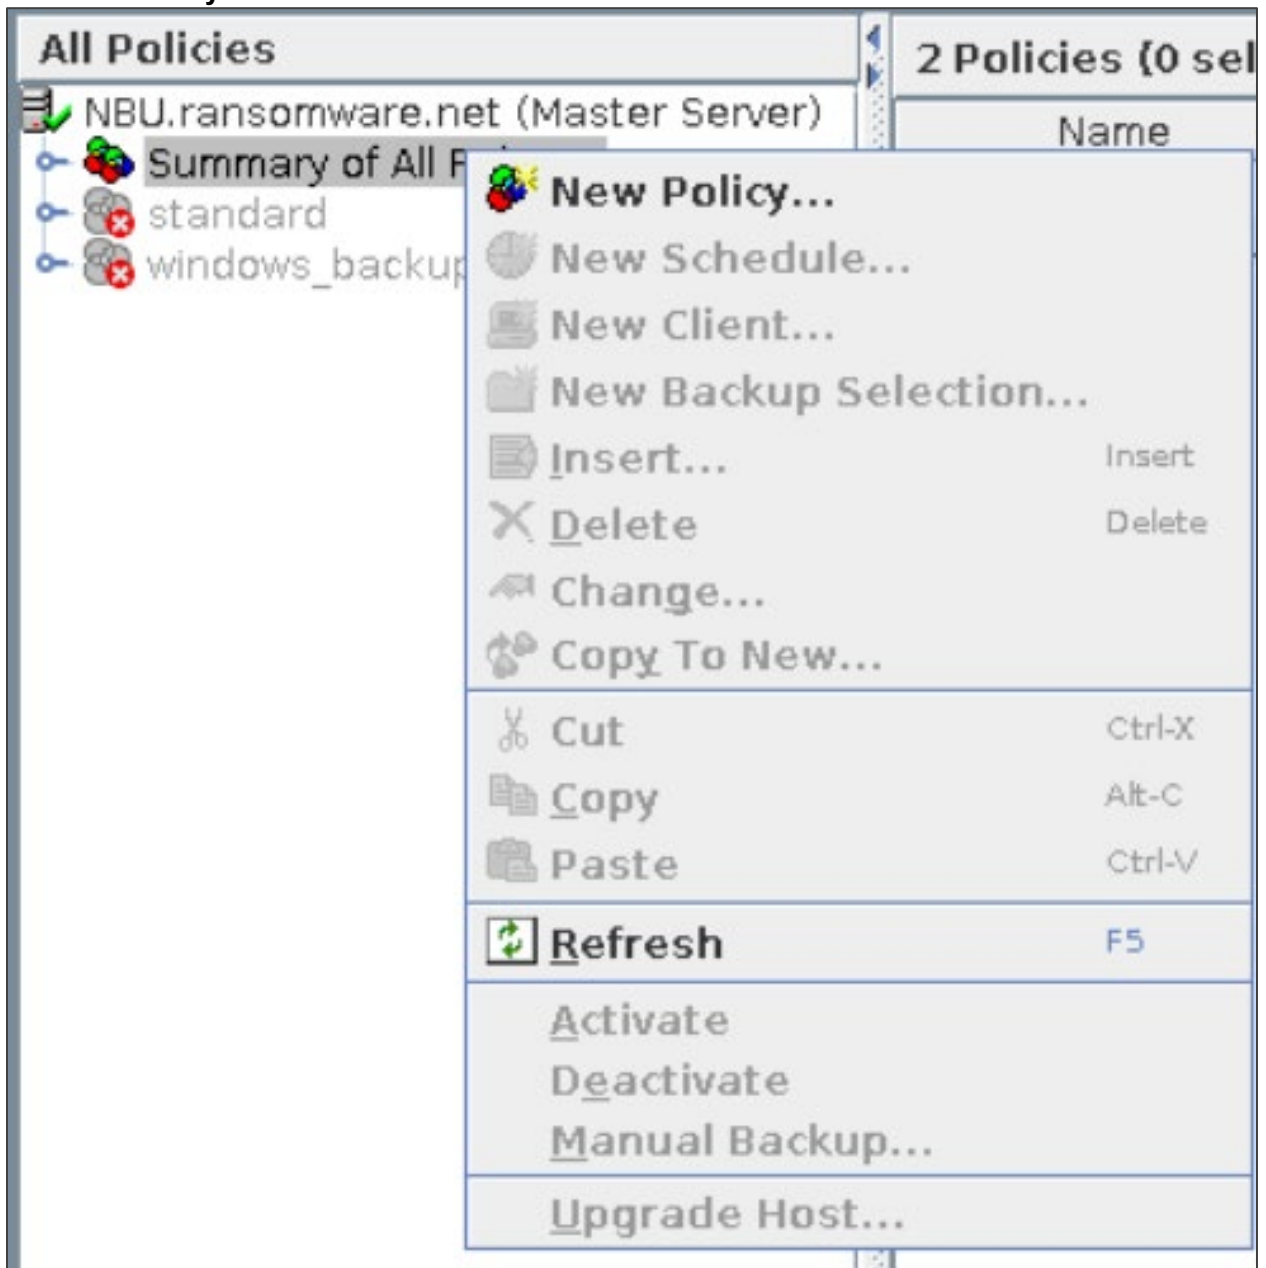 All Policies
2 Policies (0 sel
NBU.ransomware.net (Master Server)
Name
Summary of All P
standard
windows_backup
New Policy...
New Schedule...
New Client...
New Backup Selection...
Insert... Insert
Delete Delete
Change...
Copy To New...
Cut Ctrl-X
Copy Alt-C
Paste Ctrl-V
Refresh F5
Activate
Deactivate
Manual Backup...
Upgrade Host...